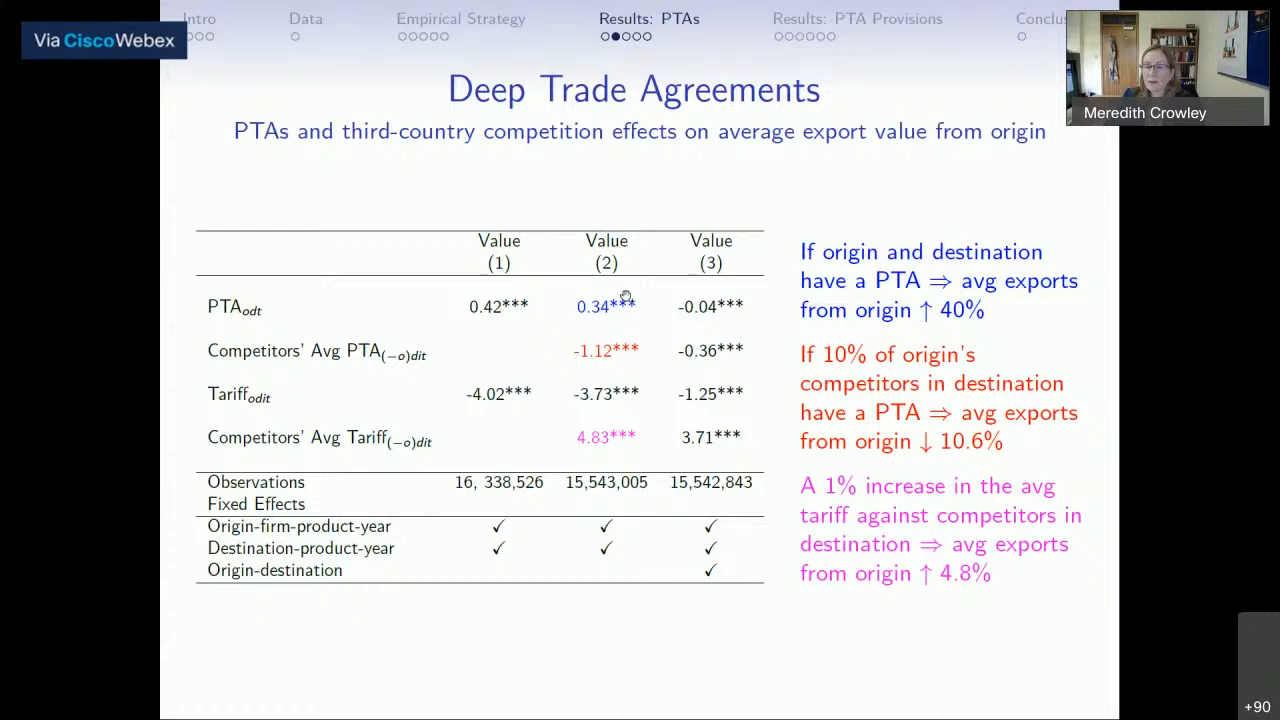 Intro Data Empirical Strategy Results: PTAs Results: PTA Provisions
Via CiscoWebex
Meredith Crowley
Deep Trade Agreements
PTAs and third-country competition effects on average export value from origin
Value Value Value
(1) (2) (3)
PTAodt 0.42*** 0.34*** -0.04***
Competitors' Avg PTA(−o)dit -1.12*** -0.36***
Tariffodit -4.02*** -3.73*** -1.25***
Competitors' Avg Tariff(−o)dit 4.83*** 3.71***
Observations 16, 338,526 15,543,005 15,542,843
Fixed Effects
Origin-firm-product-year ✓ ✓ ✓
Destination-product-year ✓ ✓ ✓
Origin-destination ✓
If origin and destination
have a PTA ⇒ avg exports
from origin ↑ 40%
If 10% of origin's
competitors in destination
have a PTA ⇒ avg exports
from origin ↓ 10.6%
A 1% increase in the avg
tariff against competitors in
destination ⇒ avg exports
from origin ↑ 4.8%
+90